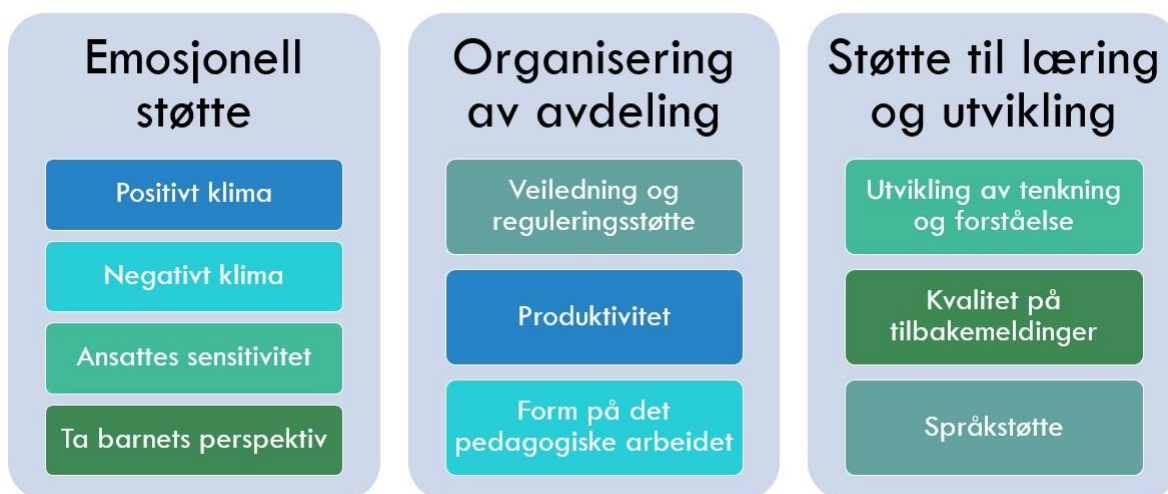 Emosjonell
støtte
Positivt klima
Negativt klima
Ansattes sensitivitet
Ta barnets perspektiv
Organisering
av avdeling
Veiledning og
reguleringsstøtte
Produktivitet
Form på det
pedagogiske arbeidet
Støtte til læring
og utvikling
Utvikling av tenkning
og forståelse
Kvalitet på
tilbakemeldinger
Språkstøtte